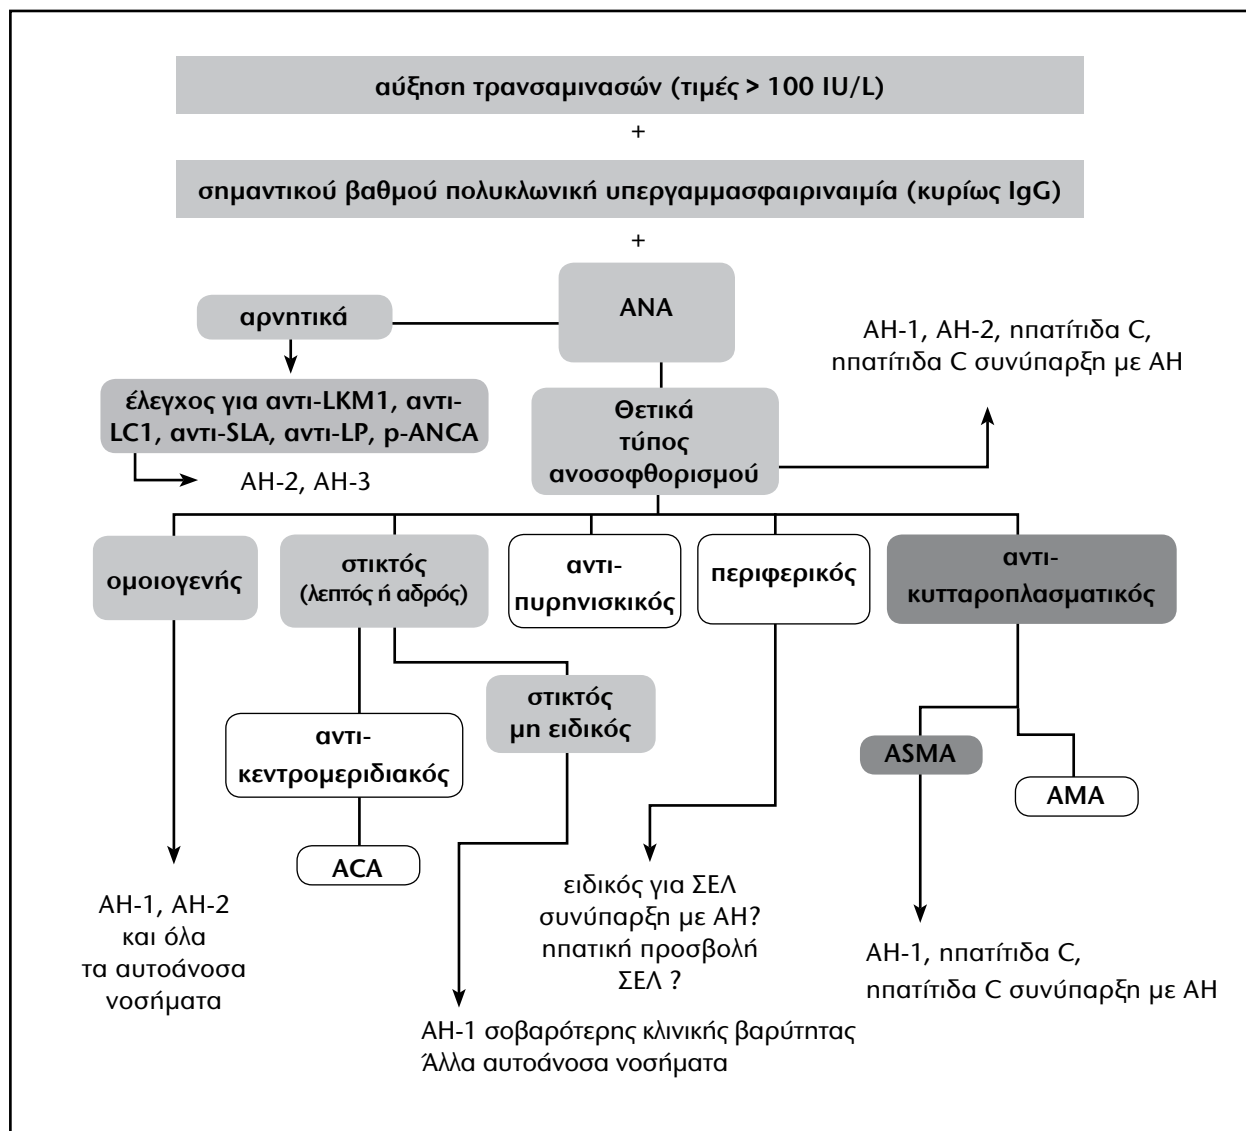 αύξηση τρανσαμινασών (τιμές > 100 IU/L)
+
σημαντικού βαθμού πολυκλωνική υπεργαμμασφαιριναιμία (κυρίως IgG)
+
ANA
αρνητικά
AH-1, AH-2, ηπατίτιδα C,
ηπατίτιδα C συνύπαρξη με AH
έλεγχος για αντι-LKM1, αντι-
LC1, αντι-SLA, αντι-LP, p-ANCA
Θετικά
τύπος
ανοσοφθορισμού
AH-2, AH-3
ομοιογενής
στικτός
(λεπτός ή αδρός)
αντι-
πυρηνισκικός
περιφερικός
αντι-
κυτταροπλασματικός
στικτός
μη ειδικός
αντι-
κεντρομεριδιακός
ASMA
AMA
ACA
AH-1, AH-2
και όλα
τα αυτοάνοσα
νοσήματα
ειδικός για ΣΕΛ
συνύπαρξη με AH?
ηπατική προσβολή
ΣΕΛ ?
AH-1, ηπατίτιδα C,
ηπατίτιδα C συνύπαρξη με AH
AH-1 σοβαρότερης κλινικής βαρύτητας
Άλλα αυτοάνοσα νοσήματα